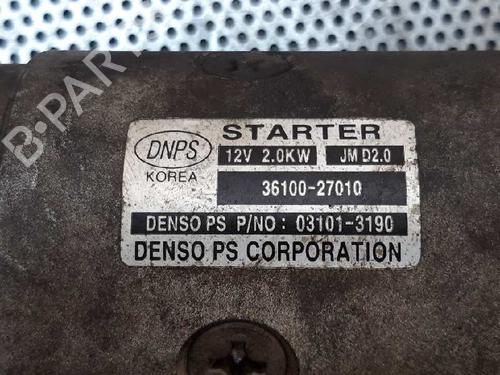 B-PARTS
DNPS
KOREA
STARTER
12V 2.0KW JM D2.0
36100-27010
DENSO PS P/NO: 03101-3190
DENSO PS CORPORATION